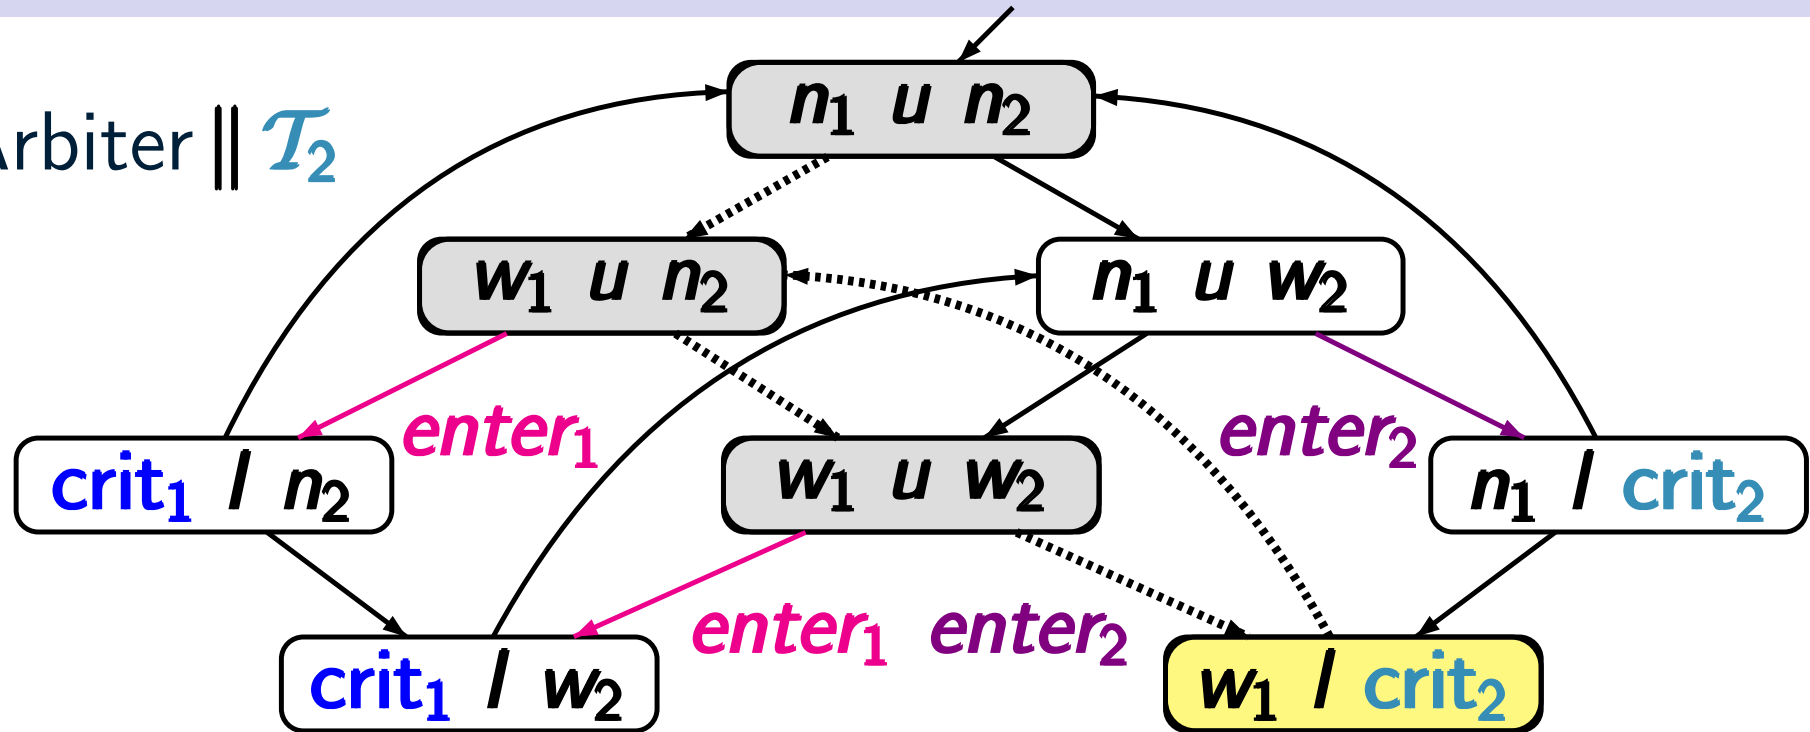 n₁ u n₂
Arbiter ‖ 𝒯₂
w₁ u n₂
n₁ u w₂
enter₁
enter₂
crit₁ l n₂
w₁ u w₂
n₁ l crit₂
enter₁ enter₂
crit₁ l w₂
w₁ l crit₂